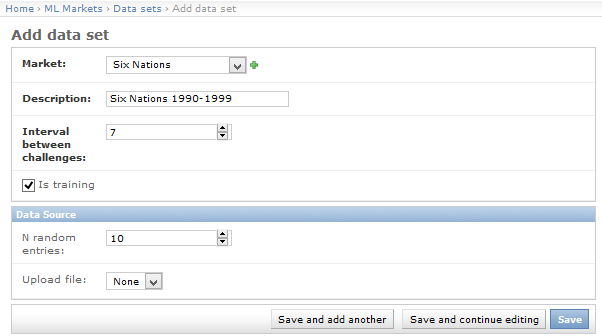 Home › ML Markets › Data sets › Add data set
Add data set
Market: Six Nations
Description: Six Nations 1990-1999
Interval
between
challenges: 7
Is training
Data Source
N random
entries: 10
Upload file: None
Save and add another Save and continue editing Save